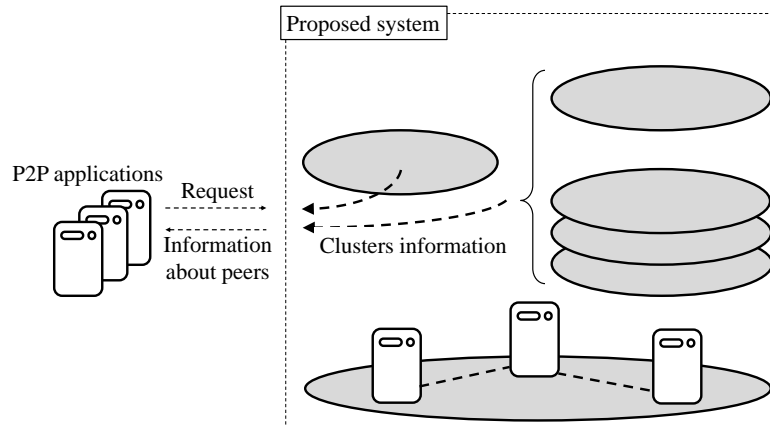 Proposed system
P2P applications
Request
Information
about peers
Clusters information